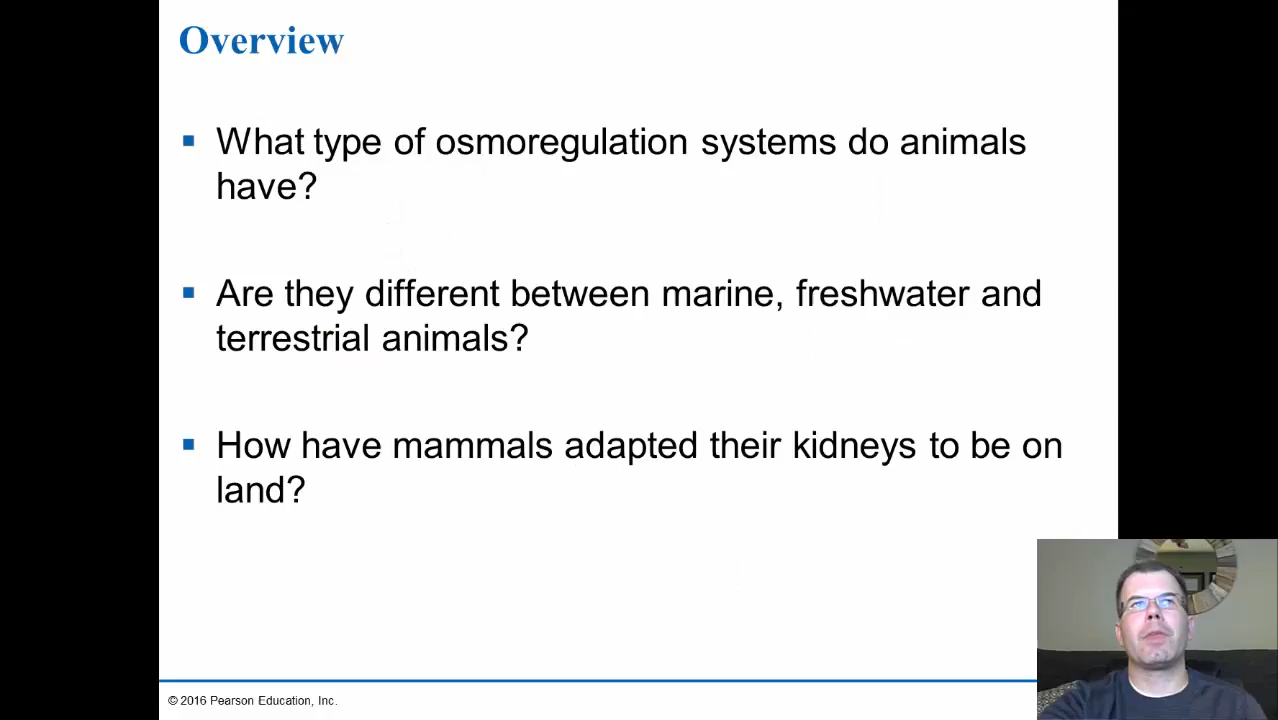 Overview
▪ What type of osmoregulation systems do animals
have?
▪ Are they different between marine, freshwater and
terrestrial animals?
▪ How have mammals adapted their kidneys to be on
land?
© 2016 Pearson Education, Inc.